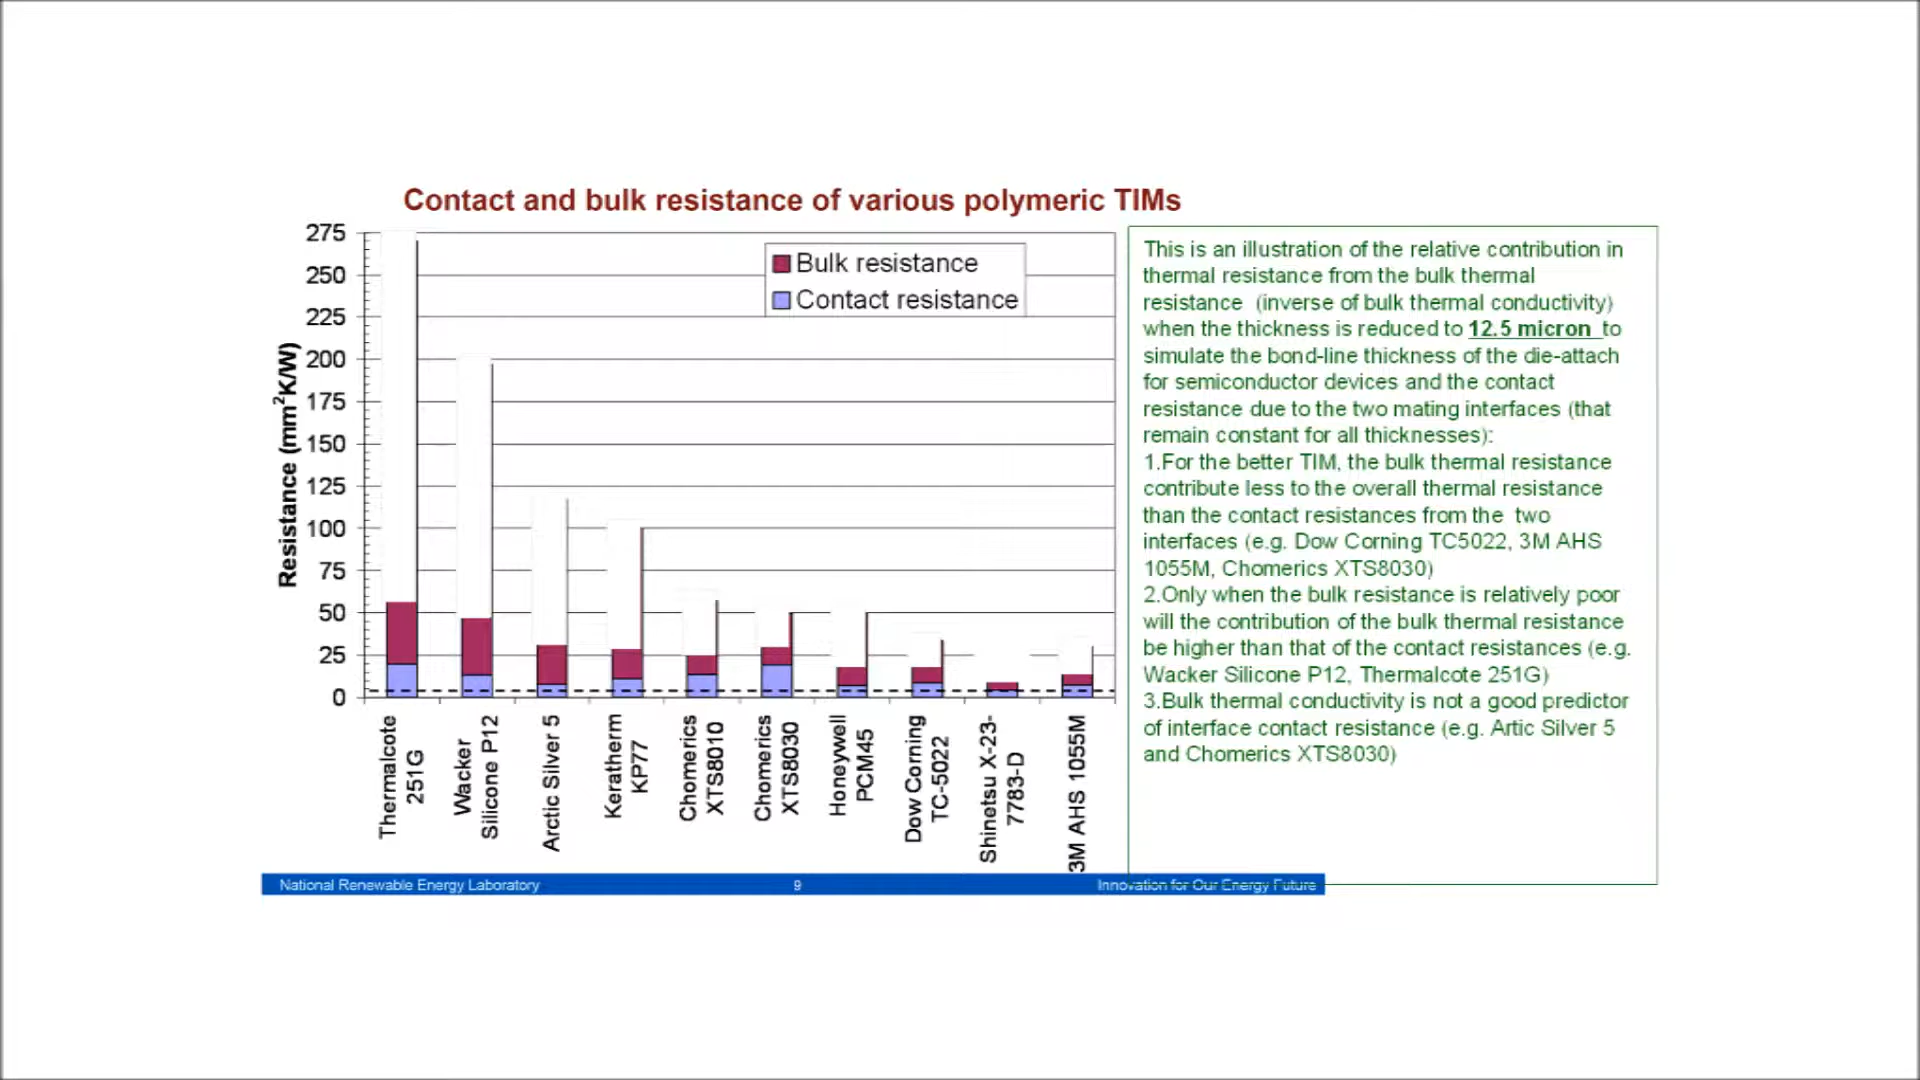 Contact and bulk resistance of various polymeric TIMs
275
250
225
200
175
150
125
100
75
50
25
0
Resistance (mm²K/W)
Bulk resistance
Contact resistance
Thermalcote
251G
Wacker
Silicone P12
Arctic Silver 5
Keratherm
KP77
Chomerics
XTS8010
Chomerics
XTS8030
Honeywell
PCM45
Dow Corning
TC-5022
Shinetsu X-23-
7783-D
3M AHS 1055M
This is an illustration of the relative contribution in
thermal resistance from the bulk thermal
resistance (inverse of bulk thermal conductivity)
when the thickness is reduced to 12.5 micron to
simulate the bond-line thickness of the die-attach
for semiconductor devices and the contact
resistance due to the two mating interfaces (that
remain constant for all thicknesses):
1.For the better TIM, the bulk thermal resistance
contribute less to the overall thermal resistance
than the contact resistances from the two
interfaces (e.g. Dow Corning TC5022, 3M AHS
1055M, Chomerics XTS8030)
2.Only when the bulk resistance is relatively poor
will the contribution of the bulk thermal resistance
be higher than that of the contact resistances (e.g.
Wacker Silicone P12, Thermalcote 251G)
3.Bulk thermal conductivity is not a good predictor
of interface contact resistance (e.g. Artic Silver 5
and Chomerics XTS8030)
National Renewable Energy Laboratory
9
Innovation for Our Energy Future